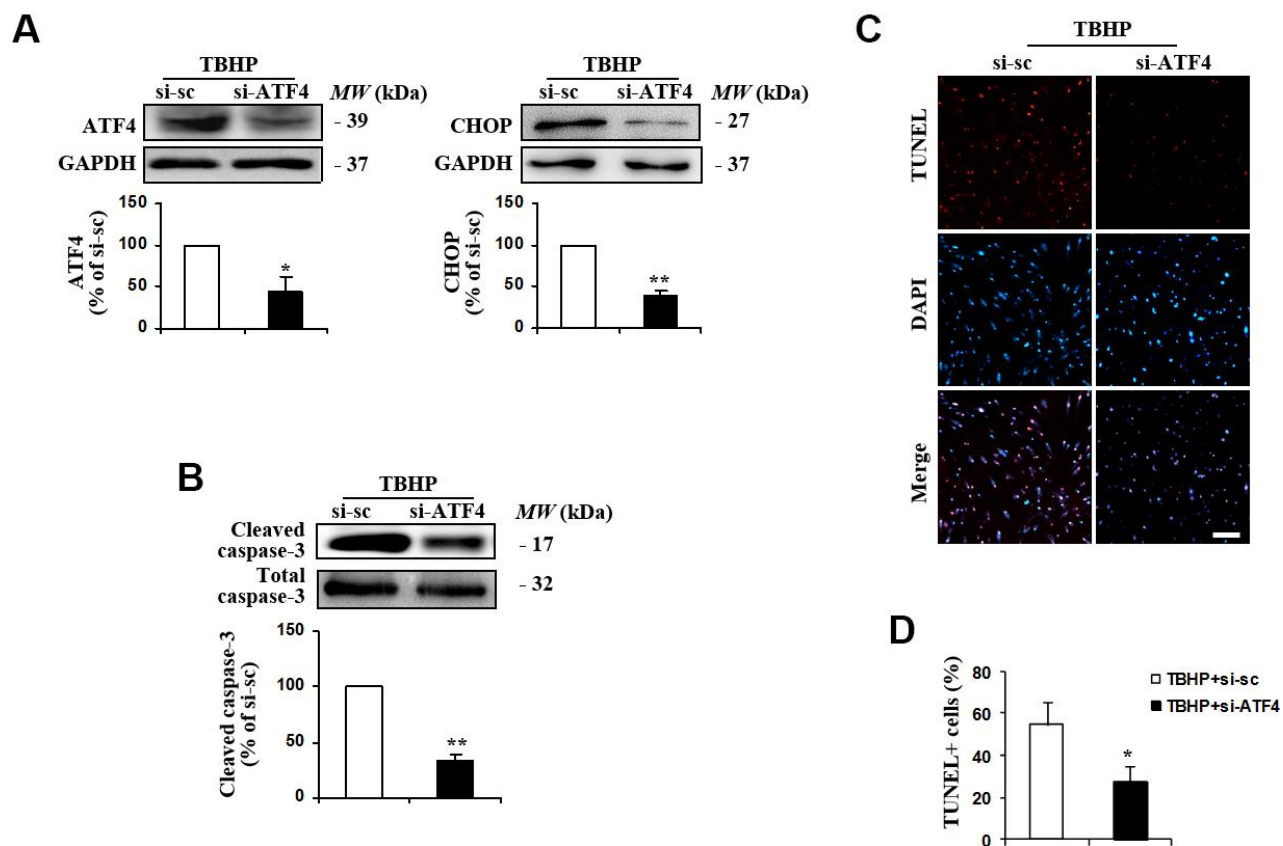 A
TBHP
si-sc si-ATF4 MW (kDa)
ATF4 - 39
GAPDH - 37
150
100
50
0
ATF4
(% of si-sc)
*
TBHP
si-sc si-ATF4 MW (kDa)
CHOP - 27
GAPDH - 37
150
100
50
0
CHOP
(% of si-sc)
**
B
TBHP
si-sc si-ATF4 MW (kDa)
Cleaved
caspase-3 - 17
Total
caspase-3 - 32
150
100
50
0
Cleaved caspase-3
(% of si-sc)
**
C
TBHP
si-sc si-ATF4
TUNEL
DAPI
Merge
D
80
60
40
20
0
TUNEL+ cells (%)
*
TBHP+si-sc
TBHP+si-ATF4